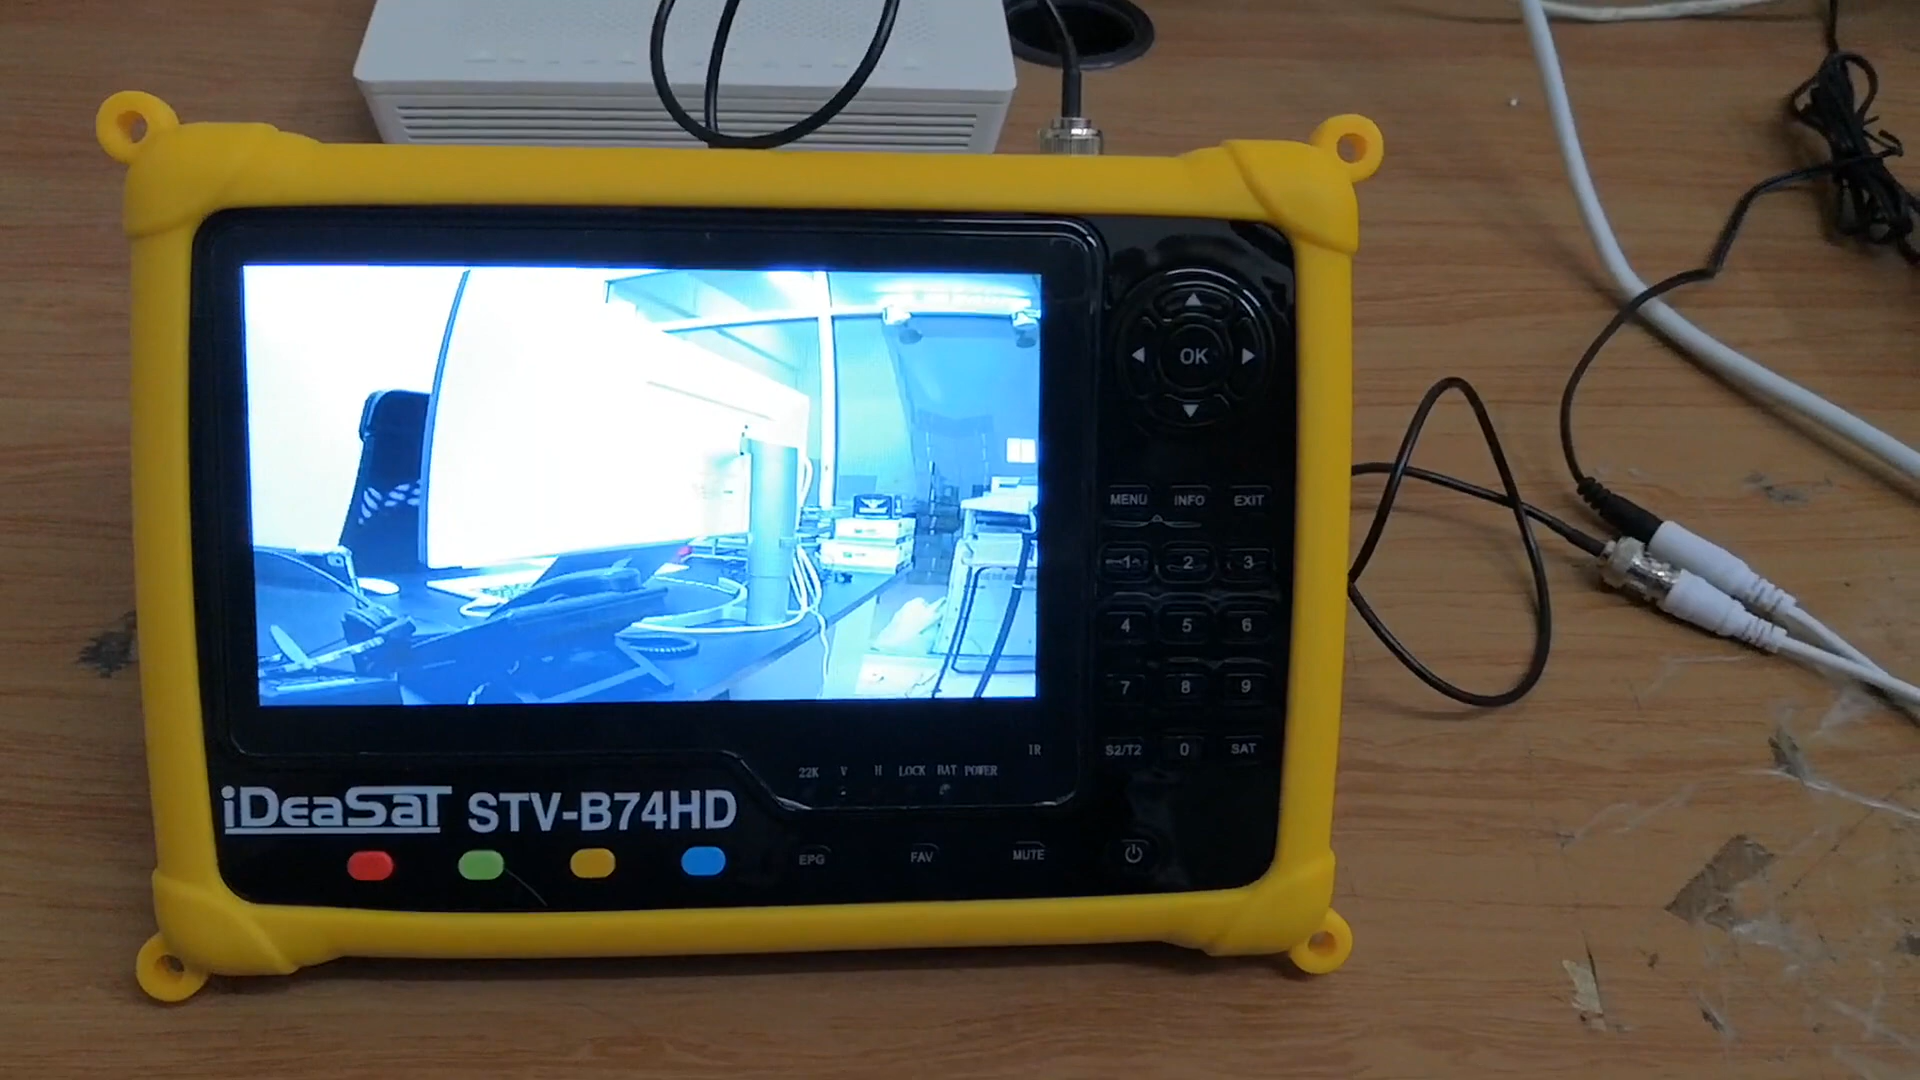 OK
MENU INFO EXIT
1 2 3
4 5 6
7 8 9
S2/T2 0 SAT
IR
22K V H LOCK BAT POWER
iDeaSaT STV-B74HD
EPG FAV MUTE